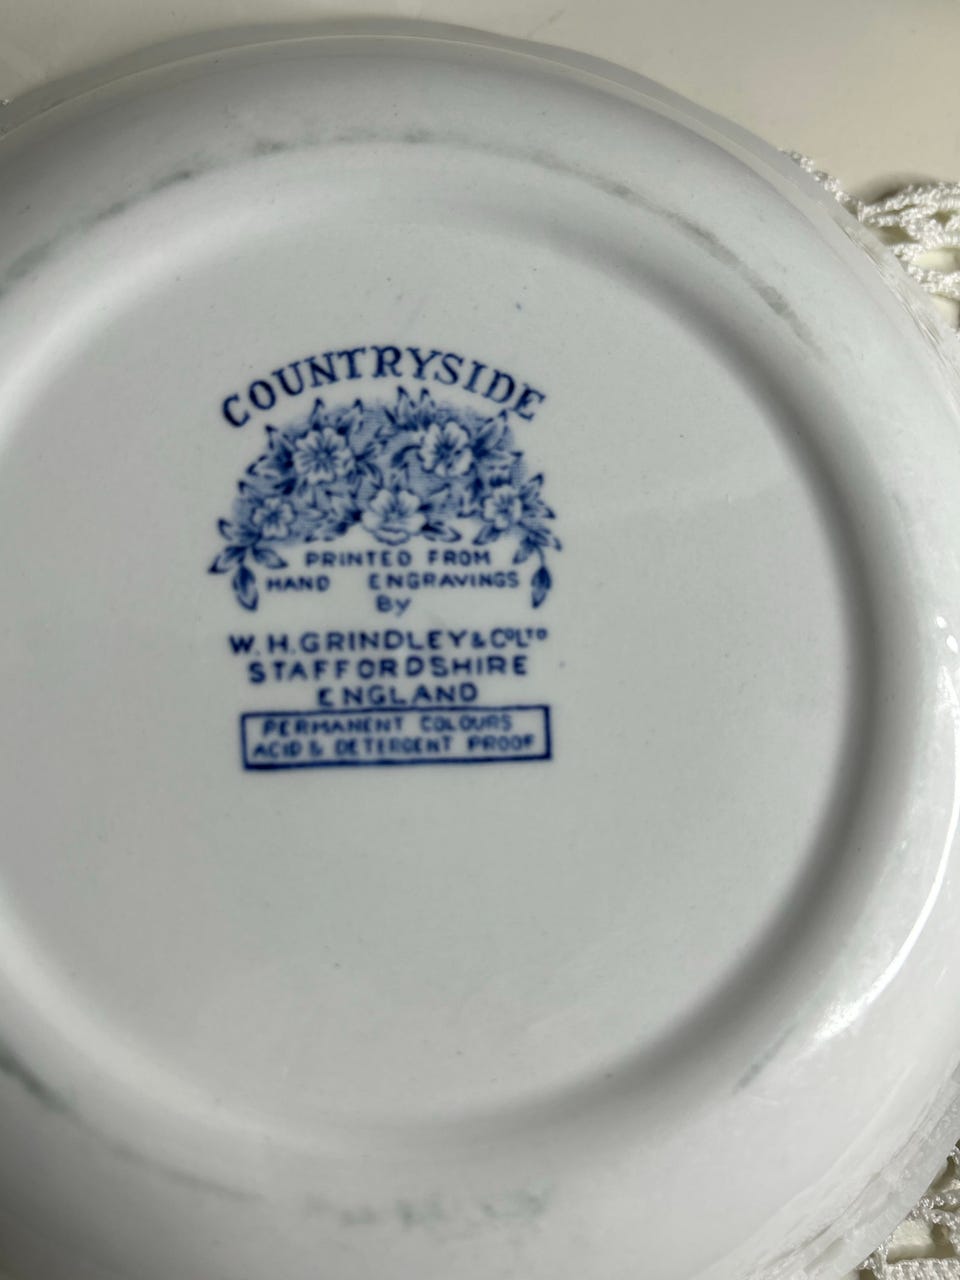 COUNTRYSIDE
PRINTED FROM
HAND ENGRAVINGS
By
W.H.GRINDLEY & CO LTD
STAFFORDSHIRE
ENGLAND
PERMANENT COLOURS
ACID & DETERGENT PROOF